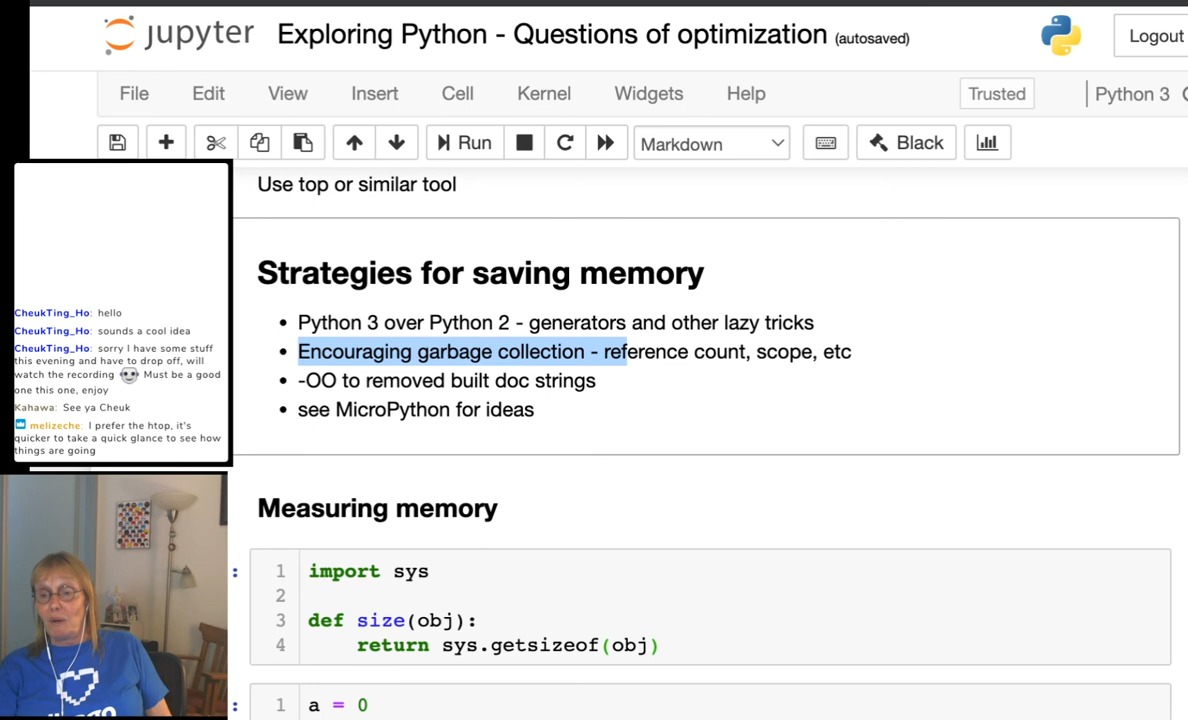 jupyter Exploring Python - Questions of optimization (autosaved)
Logout
File Edit View Insert Cell Kernel Widgets Help
Trusted
Python 3
Run
Markdown
Black
Use top or similar tool
Strategies for saving memory
• Python 3 over Python 2 - generators and other lazy tricks
• Encouraging garbage collection - reference count, scope, etc
• -OO to removed built doc strings
• see MicroPython for ideas
Measuring memory
1 import sys
2
3 def size(obj):
4 return sys.getsizeof(obj)
1 a = 0
CheukTing_Ho: hello
CheukTing_Ho: sounds a cool idea
CheukTing_Ho: sorry I have some stuff
this evening and have to drop off, will
watch the recording Must be a good
one this one, enjoy
Kahawa: See ya Cheuk
melizeche: I prefer the htop, it's
quicker to take a quick glance to see how
things are going